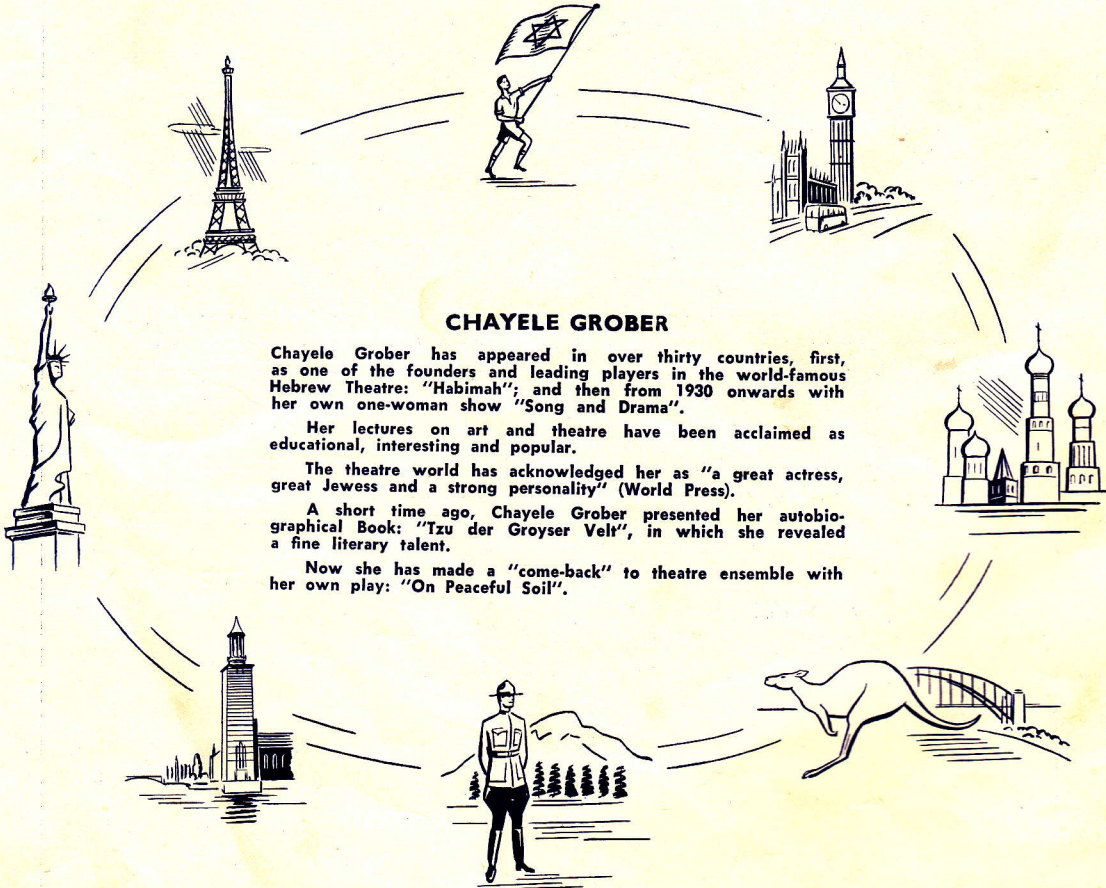 CHAYELE GROBER
Chayele Grober has appeared in over thirty countries, first,
as one of the founders and leading players in the world-famous
Hebrew Theatre: "Habimah"; and then from 1930 onwards with
her own one-woman show "Song and Drama".
Her lectures on art and theatre have been acclaimed as
educational, interesting and popular.
The theatre world has acknowledged her as "a great actress,
great Jewess and a strong personality" (World Press).
A short time ago, Chayele Grober presented her autobio-
graphical Book: "Tzu der Groyser Velt", in which she revealed
a fine literary talent.
Now she has made a "come-back" to theatre ensemble with
her own play: "On Peaceful Soil".